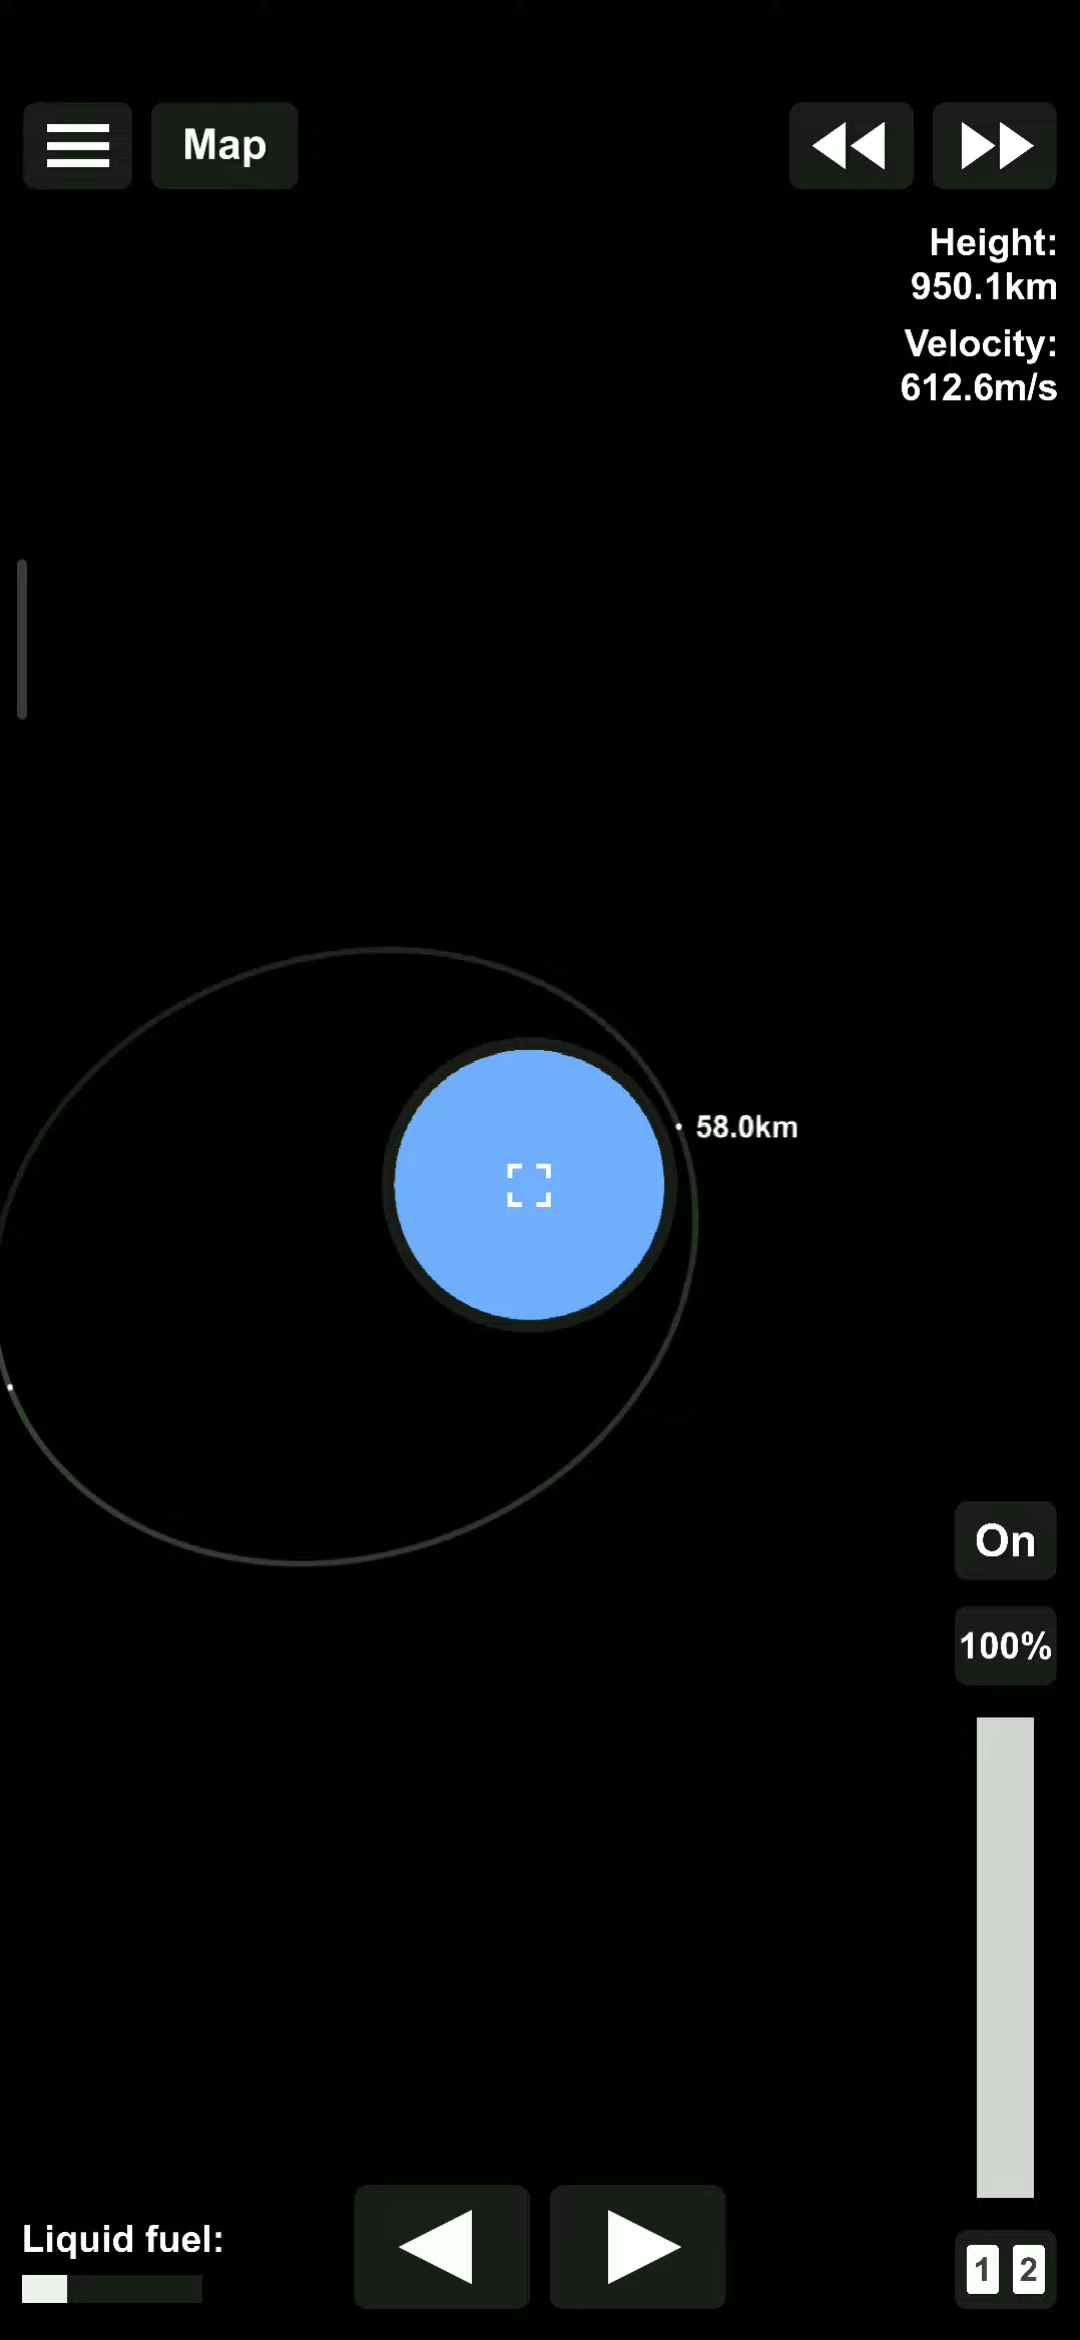 Map
Height:
950.1km
Velocity:
612.6m/s
58.0km
On
100%
Liquid fuel:
1 2